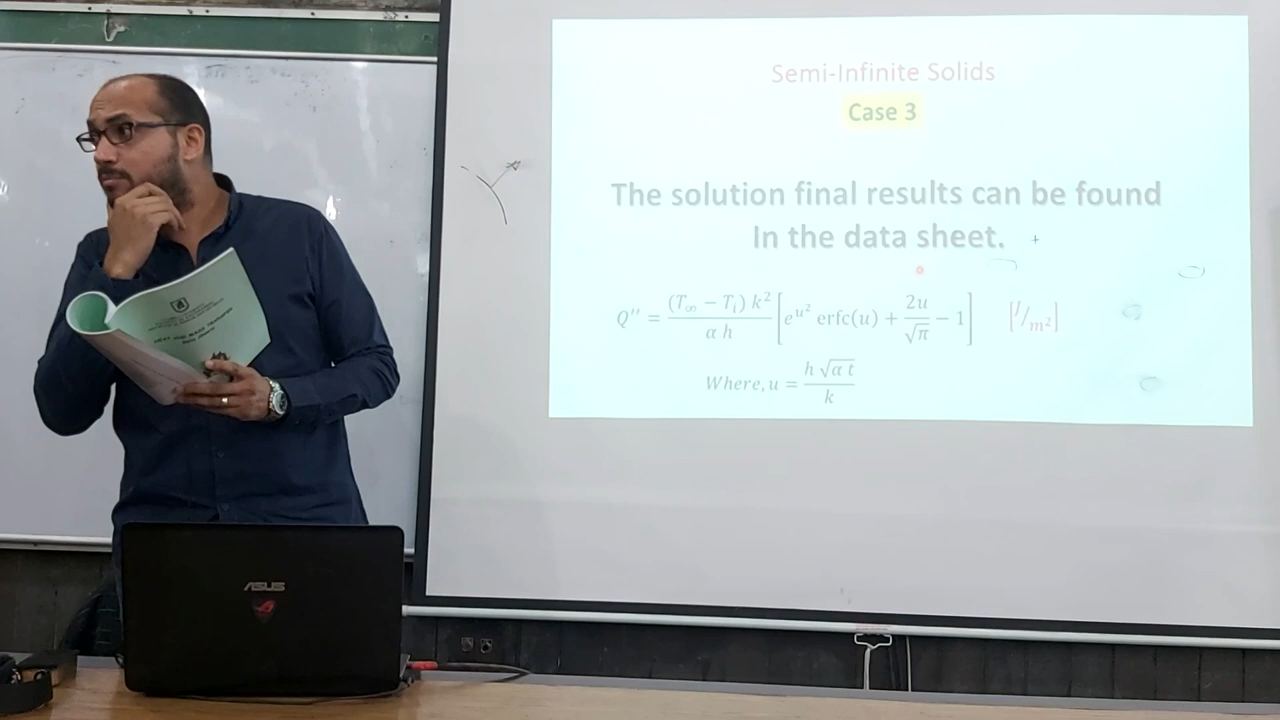 Semi-Infinite Solids
Case 3
The solution final results can be found
In the data sheet.
Q′′ = (T∞ − Ti) k² / α h [e^u² erfc(u) + 2u/√π − 1] [J/m²]
Where, u = h √α t / k
ASUS